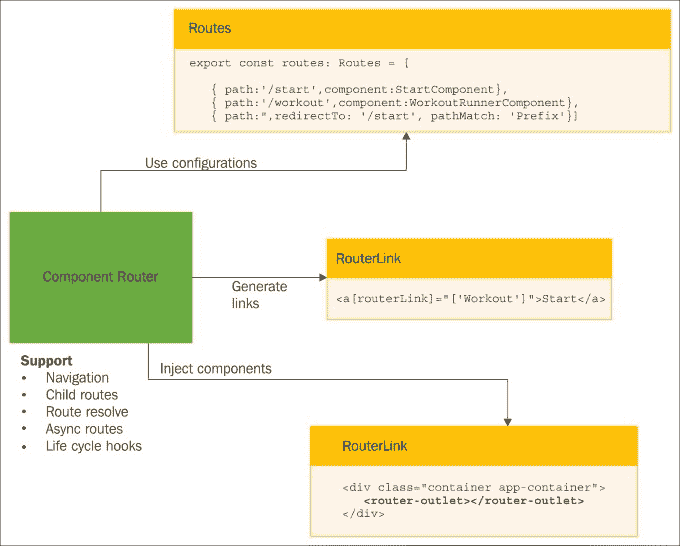 Routes
export const routes: Routes = [
{ path:'/start',component:StartComponent},
{ path:'/workout',component:WorkoutRunnerComponent},
{ path:",redirectTo: '/start', pathMatch: 'Prefix'}]
Use configurations
Component Router
RouterLink
Generate
links
<a[routerLink]="['Workout']">Start</a>
Support
• Navigation
• Child routes
• Route resolve
• Async routes
• Life cycle hooks
Inject components
RouterLink
<div class="container app-container">
<router-outlet></router-outlet>
</div>